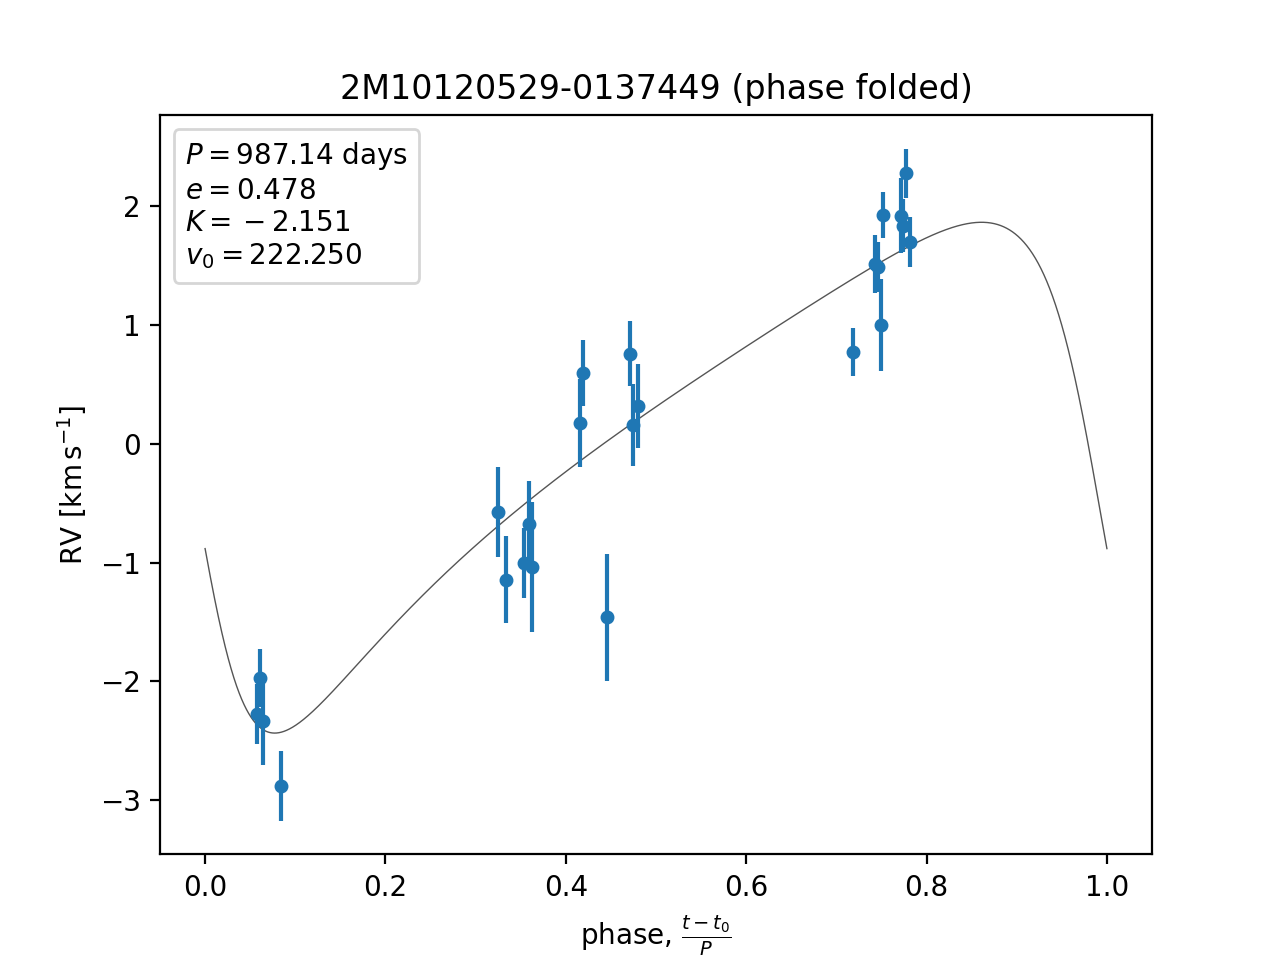 2M10120529-0137449 (phase folded)
P = 987.14 days
e = 0.478
K = −2.151
v₀ = 222.250
RV [km s⁻¹]
2
1
0
−1
−2
−3
0.0 0.2 0.4 0.6 0.8 1.0
phase, (t − t₀)/P